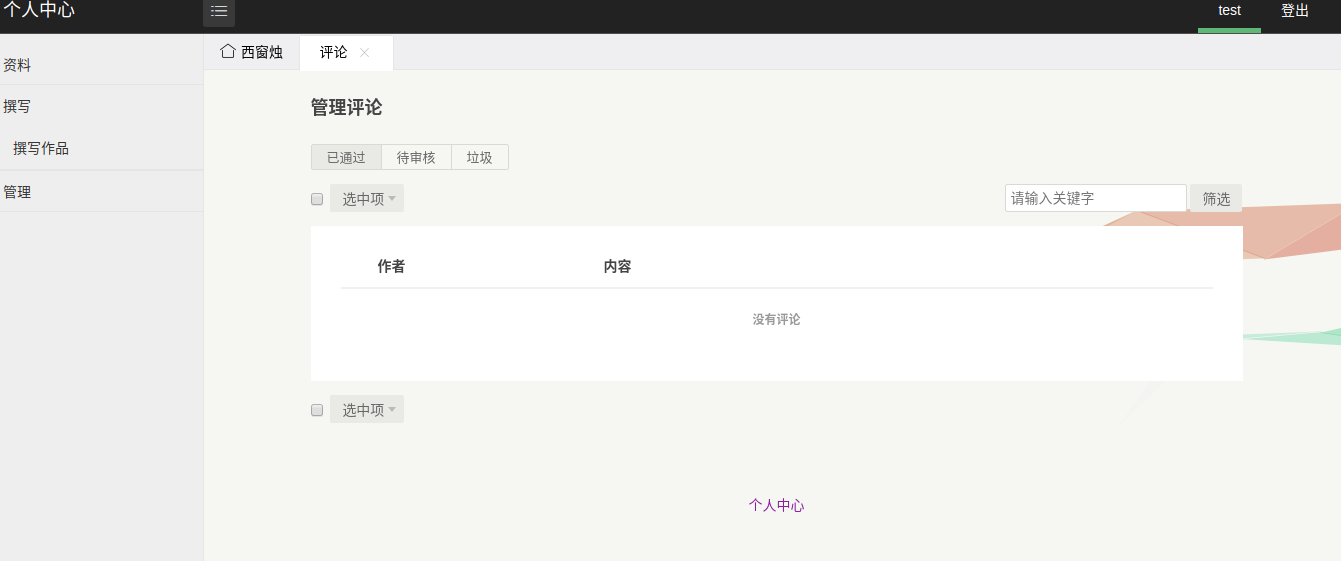 个人中心
test 登出
西窗烛 评论
资料
撰写
撰写作品
管理
管理评论
已通过 待审核 垃圾
选中项 请输入关键字 筛选
作者 内容
没有评论
选中项
个人中心